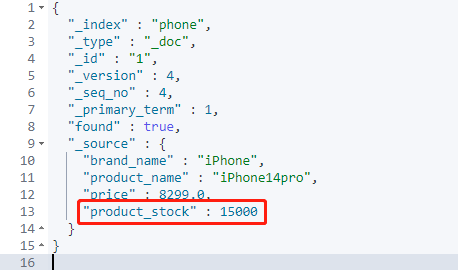 1 {
2 "_index" : "phone",
3 "_type" : "_doc",
4 "_id" : "1",
5 "_version" : 4,
6 "_seq_no" : 4,
7 "_primary_term" : 1,
8 "found" : true,
9 "_source" : {
10 "brand_name" : "iPhone",
11 "product_name" : "iPhone14pro",
12 "price" : 8299.0,
13 "product_stock" : 15000
14 }
15 }
16